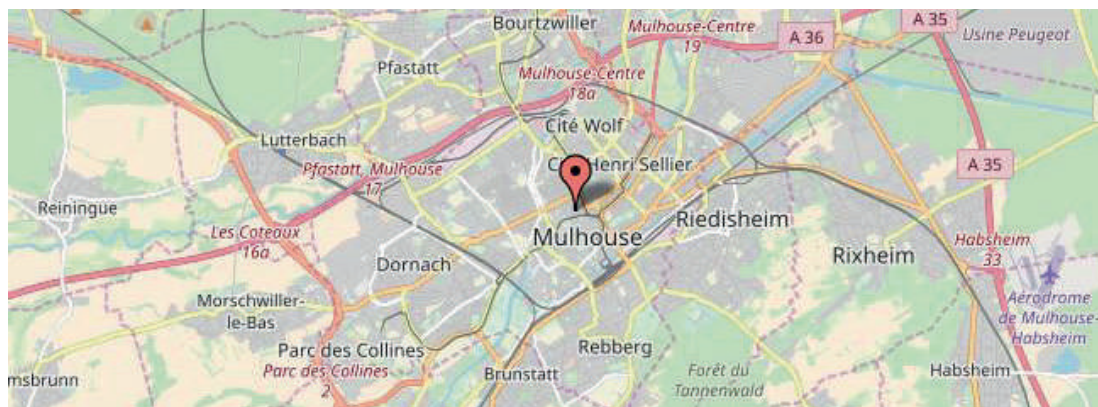 Bourtzwiller
Mulhouse-Centre
19
A 36
A 35
Usine Peugeot
Pfastatt
Mulhouse-Centre
18a
Lutterbach
Cité Wolf
Henri Sellier
Pfastatt, Mulhouse
17
A 35
Reiningue
Les Coteaux
16a
Mulhouse
Riedisheim
Rixheim
Habsheim
33
Dornach
Morschwiller-
le-Bas
Aérodrome
de Mulhouse-
Habsheim
Parc des Collines
Parc des Collines
2
Rebberg
Brunstatt
Forêt du
Tannenwald
Habsheim
msbrunn